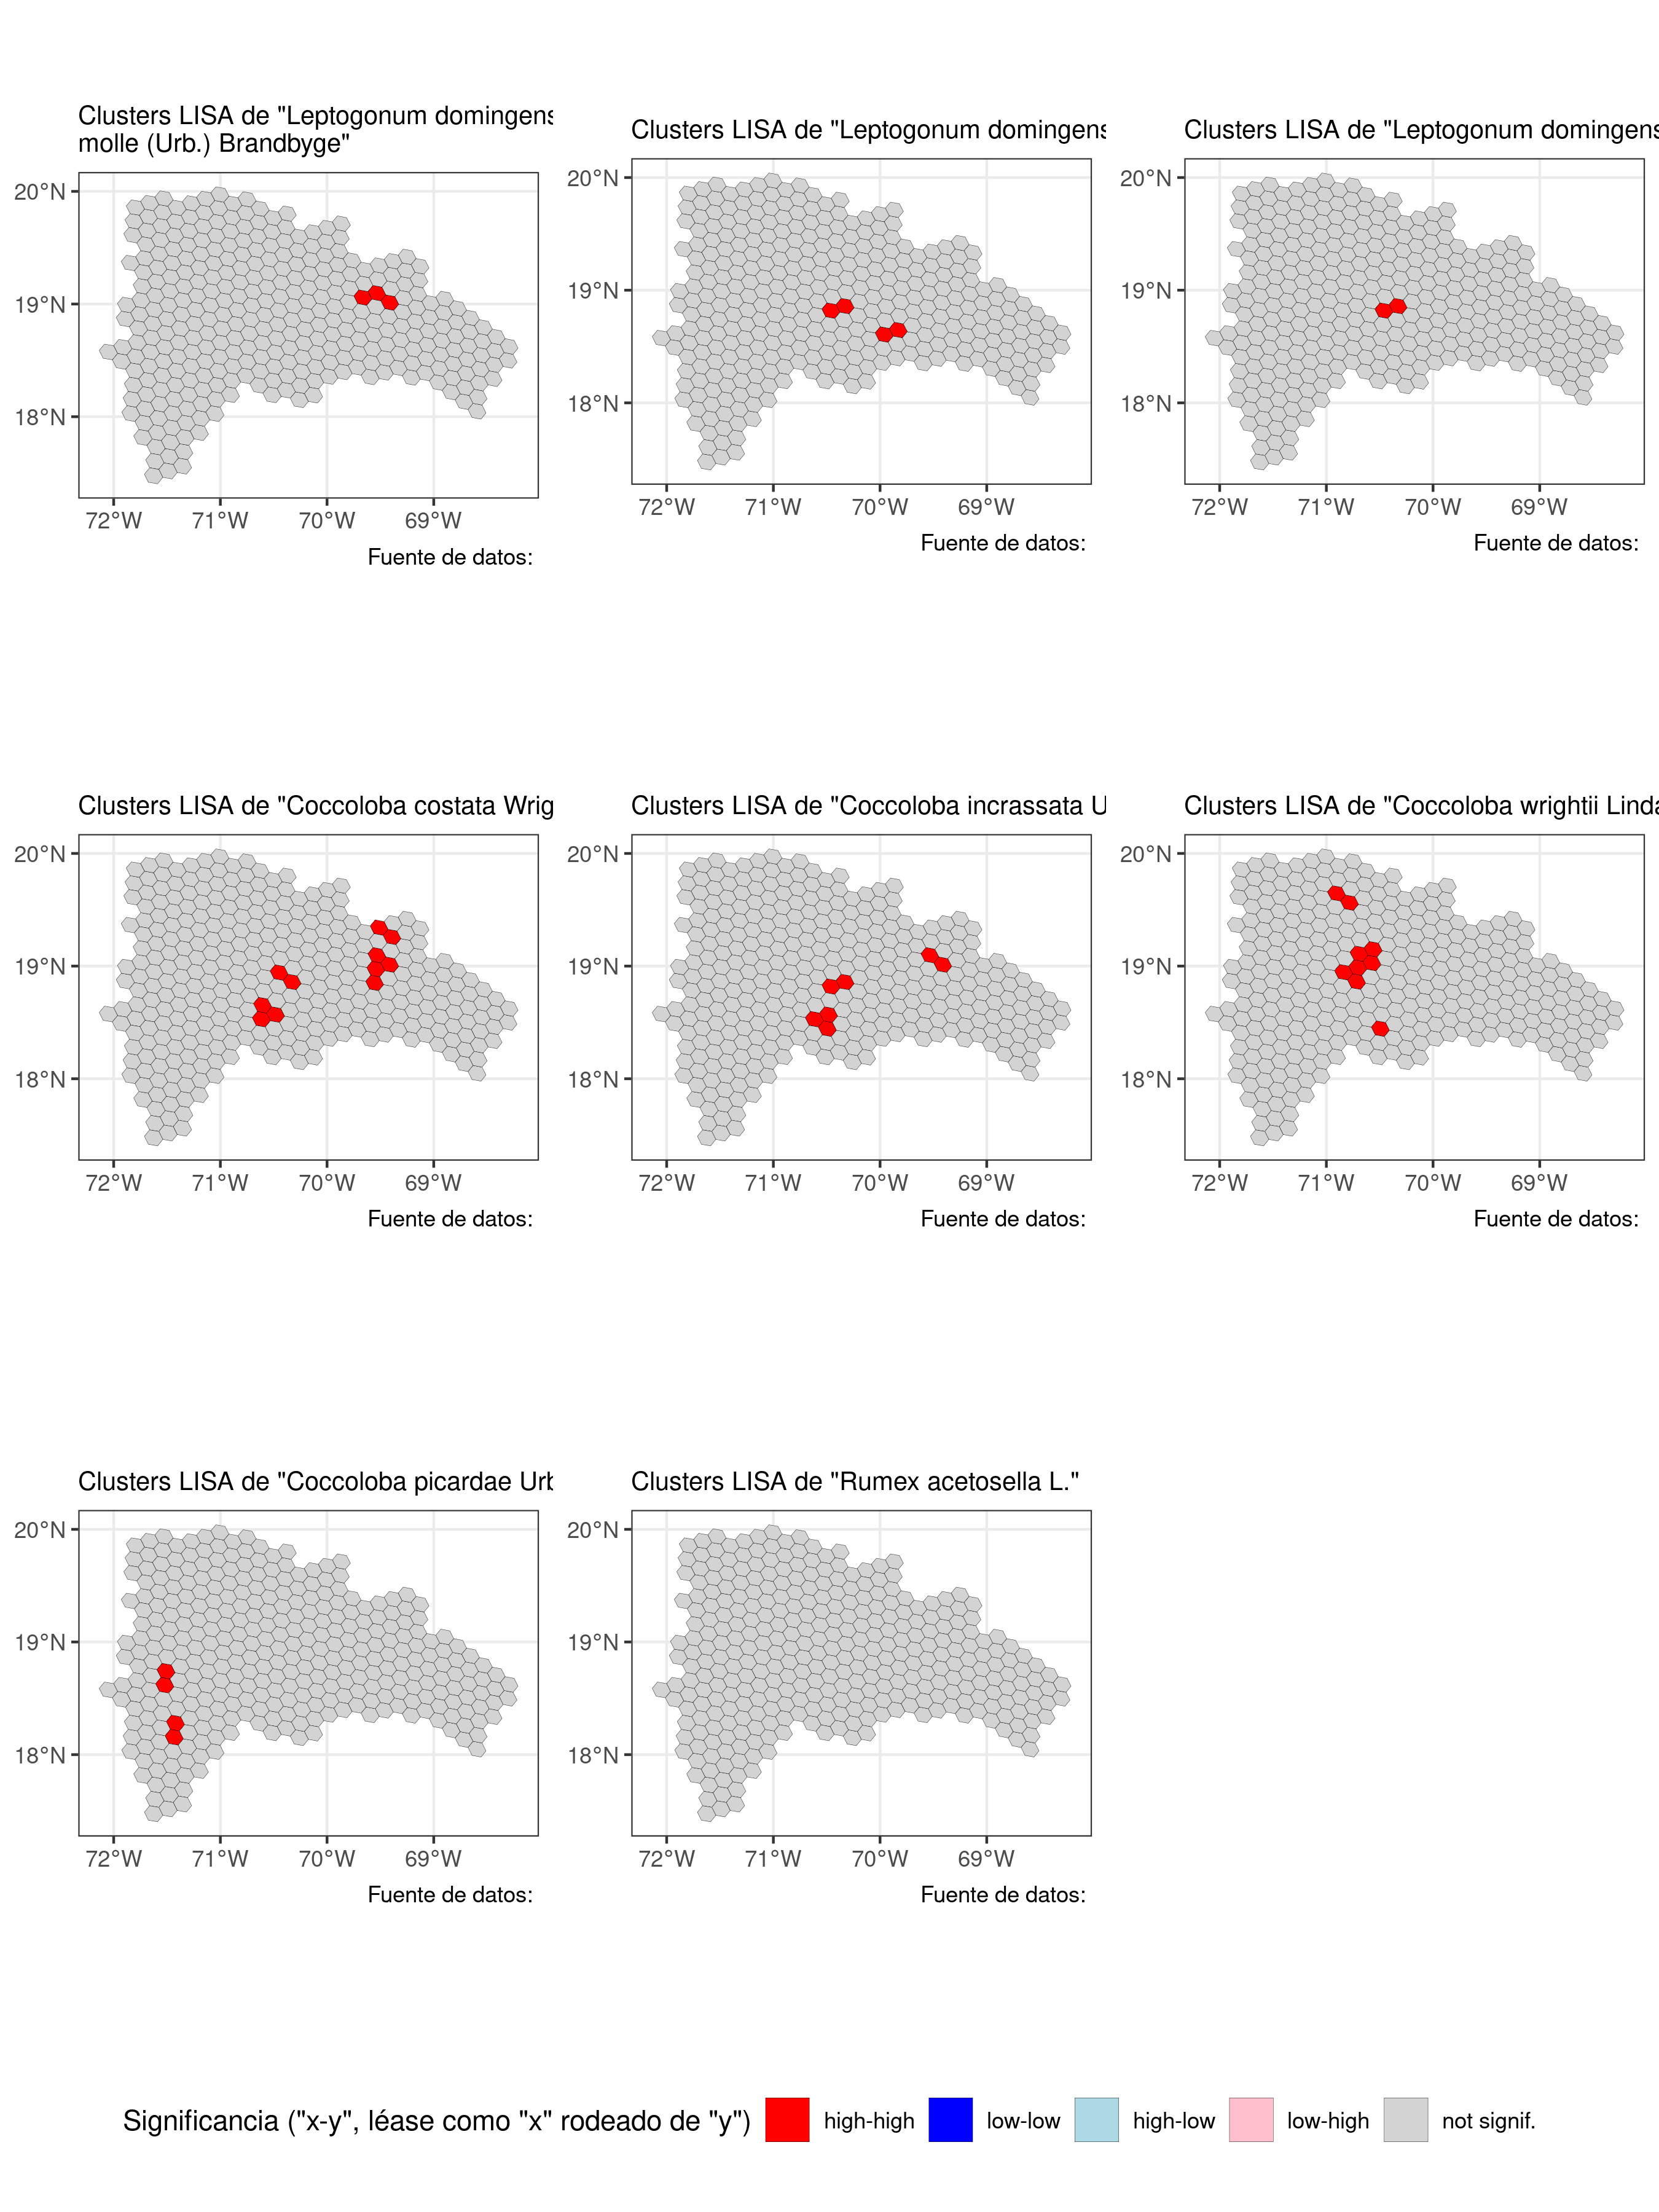 Clusters LISA de "Leptogonum domingens
molle (Urb.) Brandbyge"
20°N
19°N
18°N
72°W 71°W 70°W 69°W
Fuente de datos:
Clusters LISA de "Leptogonum domingens
20°N
19°N
18°N
72°W 71°W 70°W 69°W
Fuente de datos:
Clusters LISA de "Leptogonum domingens
20°N
19°N
18°N
72°W 71°W 70°W 69°W
Fuente de datos:
Clusters LISA de "Coccoloba costata Wrig
20°N
19°N
18°N
72°W 71°W 70°W 69°W
Fuente de datos:
Clusters LISA de "Coccoloba incrassata U
20°N
19°N
18°N
72°W 71°W 70°W 69°W
Fuente de datos:
Clusters LISA de "Coccoloba wrightii Linda
20°N
19°N
18°N
72°W 71°W 70°W 69°W
Fuente de datos:
Clusters LISA de "Coccoloba picardae Urb
20°N
19°N
18°N
72°W 71°W 70°W 69°W
Fuente de datos:
Clusters LISA de "Rumex acetosella L."
20°N
19°N
18°N
72°W 71°W 70°W 69°W
Fuente de datos:
Significancia ("x-y", léase como "x" rodeado de "y") high-high low-low high-low low-high not signif.